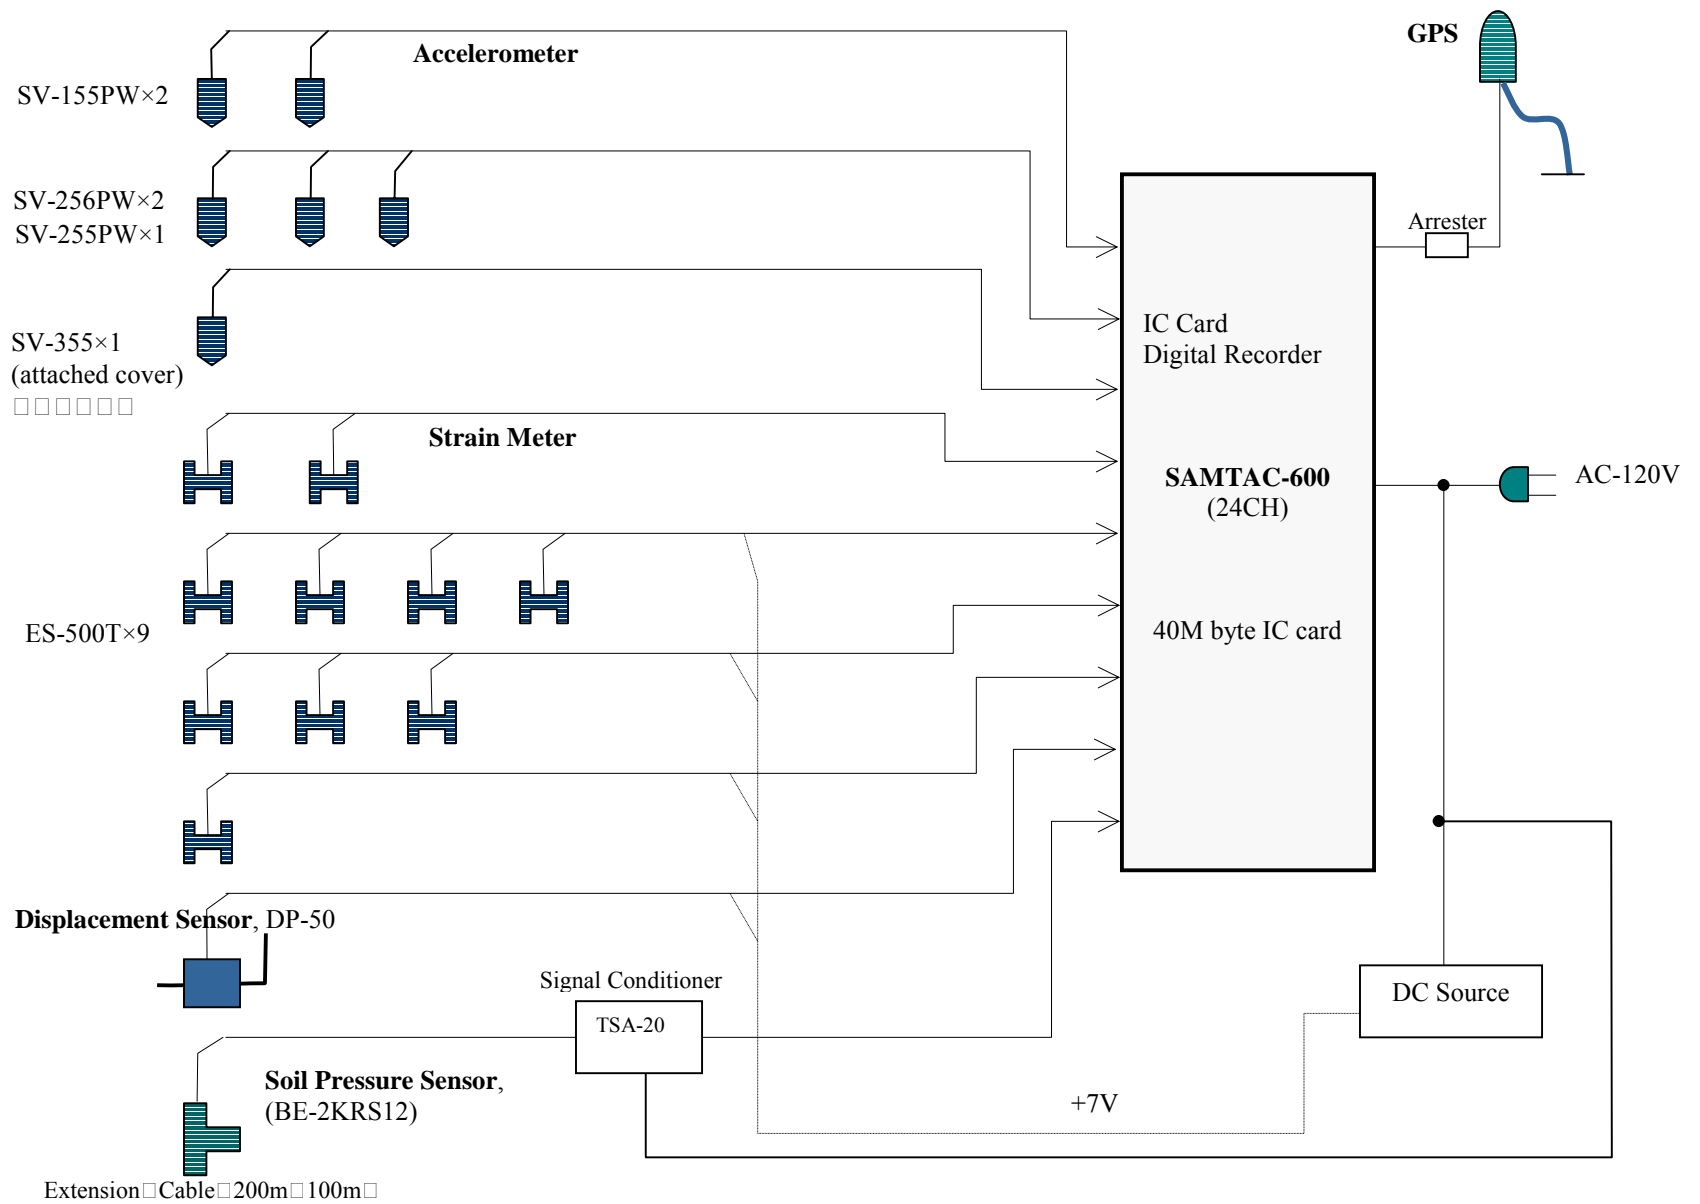 Accelerometer
GPS
SV-155PW×2
SV-256PW×2
SV-255PW×1
Arrester
SV-355×1
(attached cover)
□□□□□□
IC Card
Digital Recorder
Strain Meter
SAMTAC-600
(24CH)
AC-120V
ES-500T×9
40M byte IC card
Displacement Sensor, DP-50
Signal Conditioner
TSA-20
DC Source
Soil Pressure Sensor,
(BE-2KRS12)
+7V
Extension□Cable□200m□100m□